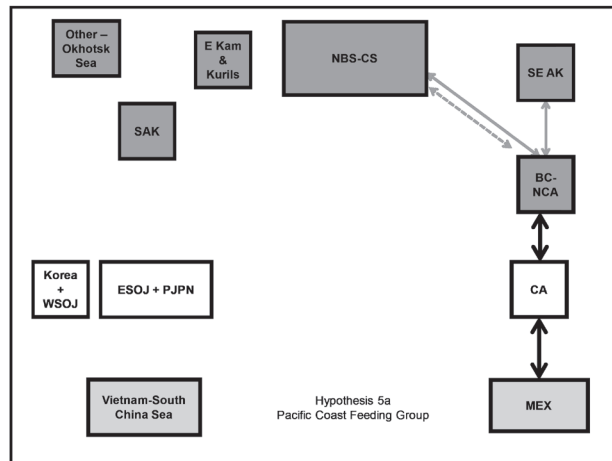 Other –
Okhotsk
Sea
E Kam
&
Kurils
NBS-CS
SE AK
SAK
BC-
NCA
Korea
+
WSOJ
ESOJ + PJPN
CA
Vietnam-South
China Sea
Hypothesis 5a
Pacific Coast Feeding Group
MEX